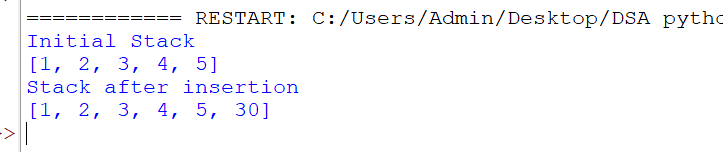 ============ RESTART: C:/Users/Admin/Desktop/DSA pytho
Initial Stack
[1, 2, 3, 4, 5]
Stack after insertion
[1, 2, 3, 4, 5, 30]
>